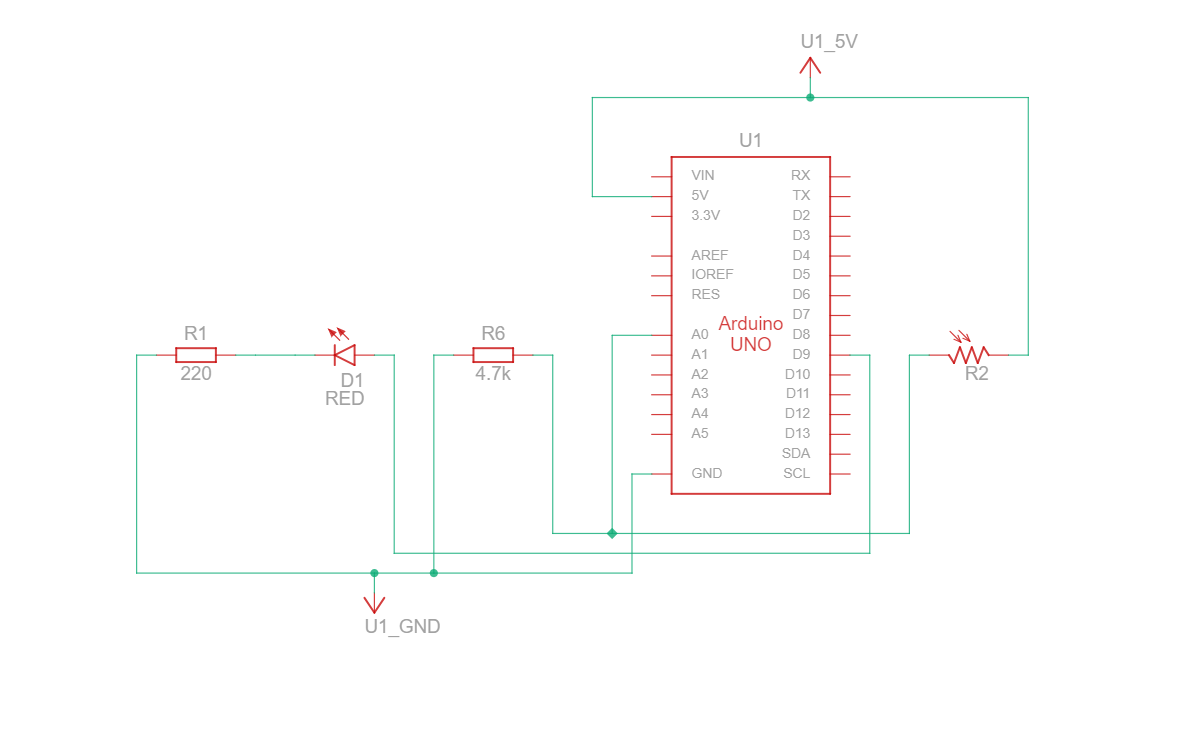 U1_5V
U1
VIN
5V
3.3V
AREF
IOREF
RES
A0
A1
A2
A3
A4
A5
GND
RX
TX
D2
D3
D4
D5
D6
D7
D8
D9
D10
D11
D12
D13
SDA
SCL
Arduino
UNO
R1
220
D1
RED
R6
4.7k
R2
U1_GND